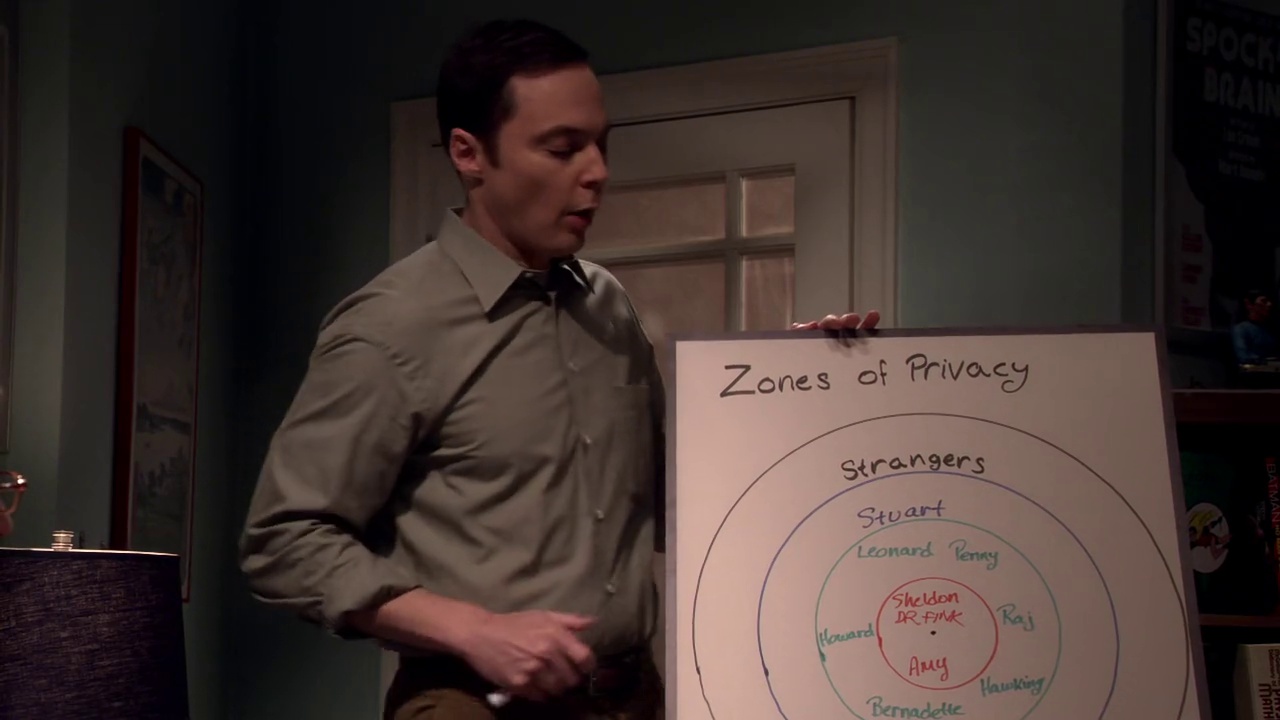 SPOCK
BRAIN
Zones of Privacy
Strangers
Stuart
Leonard Penny
Sheldon
DR FINK
Howard
Raj
Amy
Hawking
Bernadette